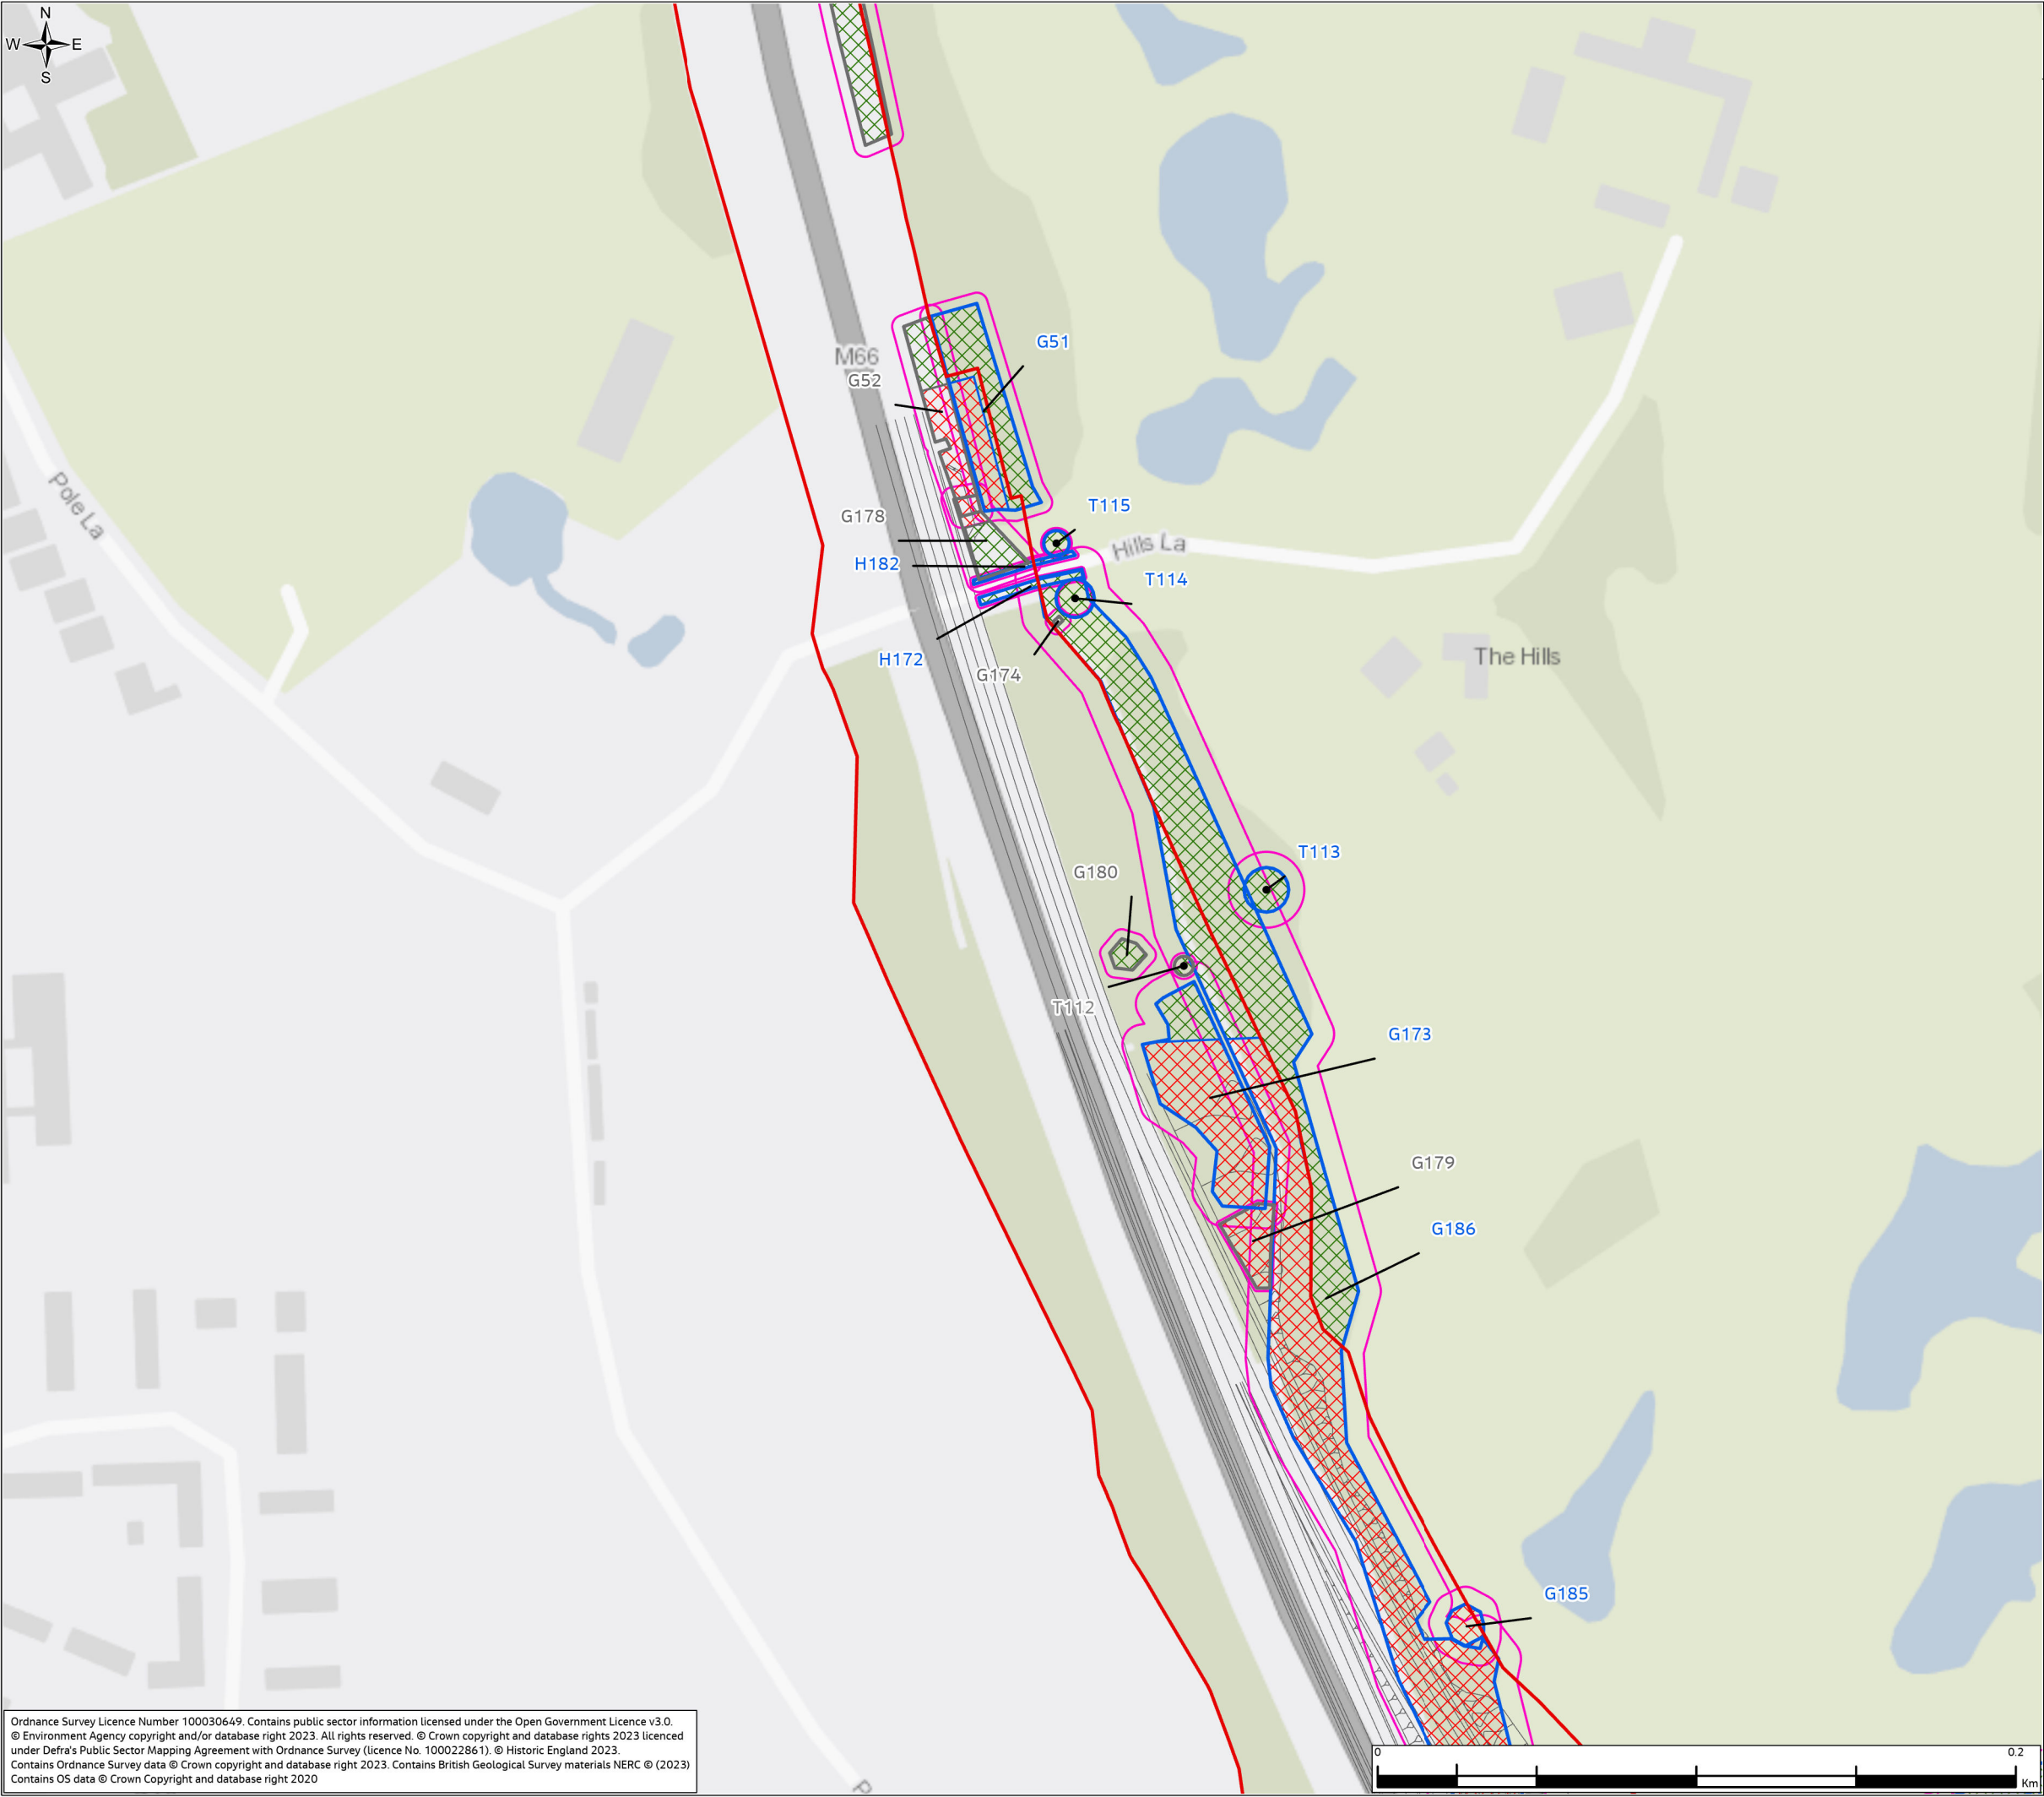 N
W E
S
M66
G52
G51
Pole La
G178
T115
H182
Hills La
T114
H172
G174
The Hills
G180
T113
T112
G173
G179
G186
G185
Ordnance Survey Licence Number 100030649. Contains public sector information licensed under the Open Government Licence v3.0.
© Environment Agency copyright and/or database right 2023. All rights reserved. © Crown copyright and database rights 2023 licenced
under Defra's Public Sector Mapping Agreement with Ordnance Survey (licence No. 100022861). © Historic England 2023.
Contains Ordnance Survey data © Crown copyright and database right 2023. Contains British Geological Survey materials NERC © (2023)
Contains OS data © Crown Copyright and database right 2020
0 0.2
Km